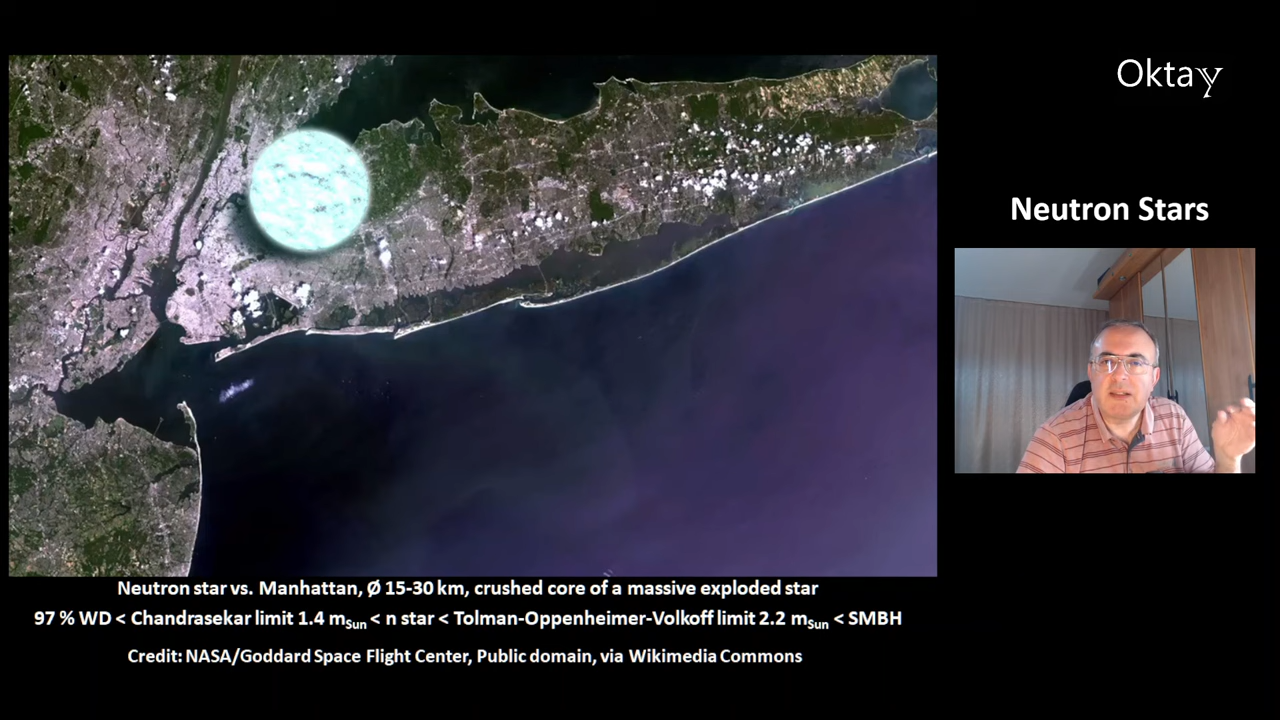 Oktay
Neutron Stars
Neutron star vs. Manhattan, Ø 15-30 km, crushed core of a massive exploded star
97 % WD < Chandrasekar limit 1.4 mSun < n star < Tolman-Oppenheimer-Volkoff limit 2.2 mSun < SMBH
Credit: NASA/Goddard Space Flight Center, Public domain, via Wikimedia Commons